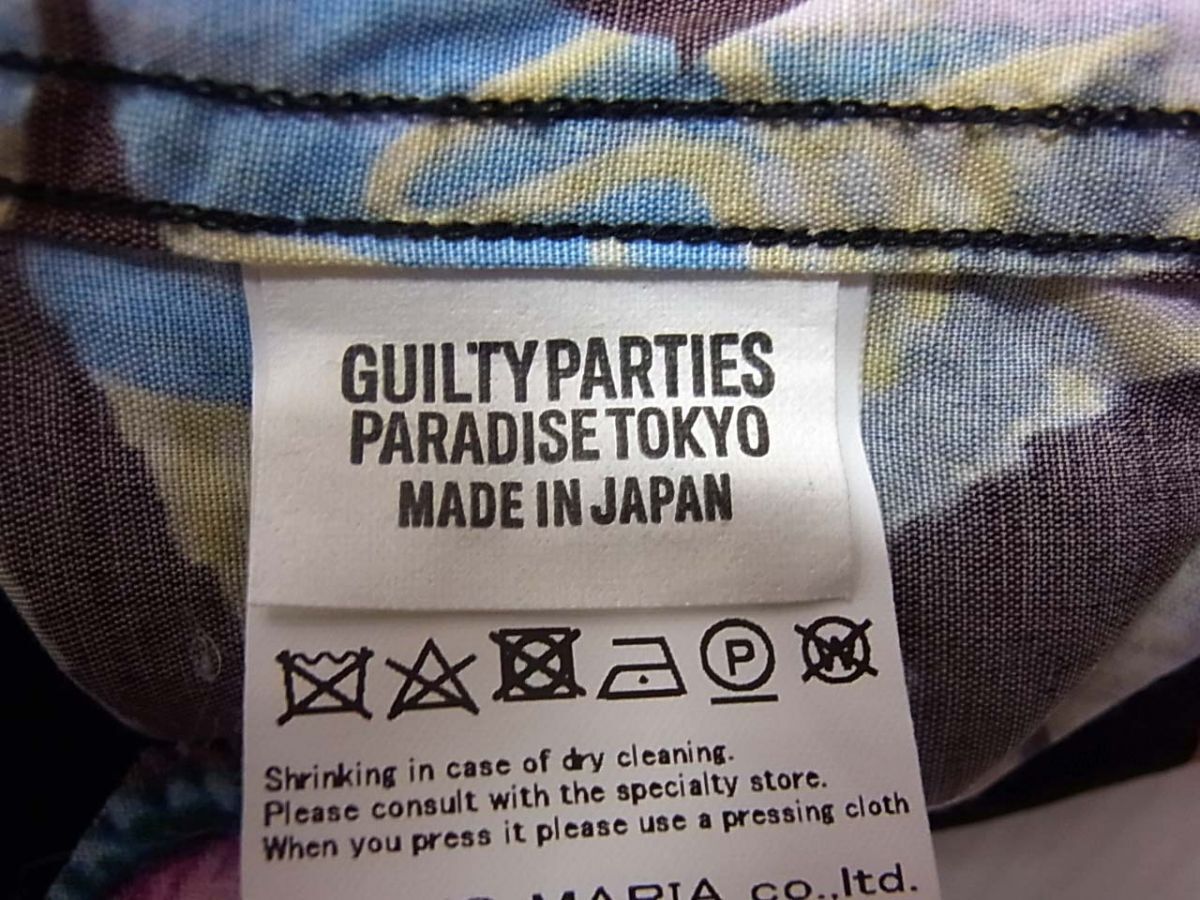 GUILTY PARTIES
PARADISE TOKYO
MADE IN JAPAN
P W
Shrinking in case of dry cleaning.
Please consult with the specialty store.
When you press it please use a pressing cloth
MARIA co.,ltd.